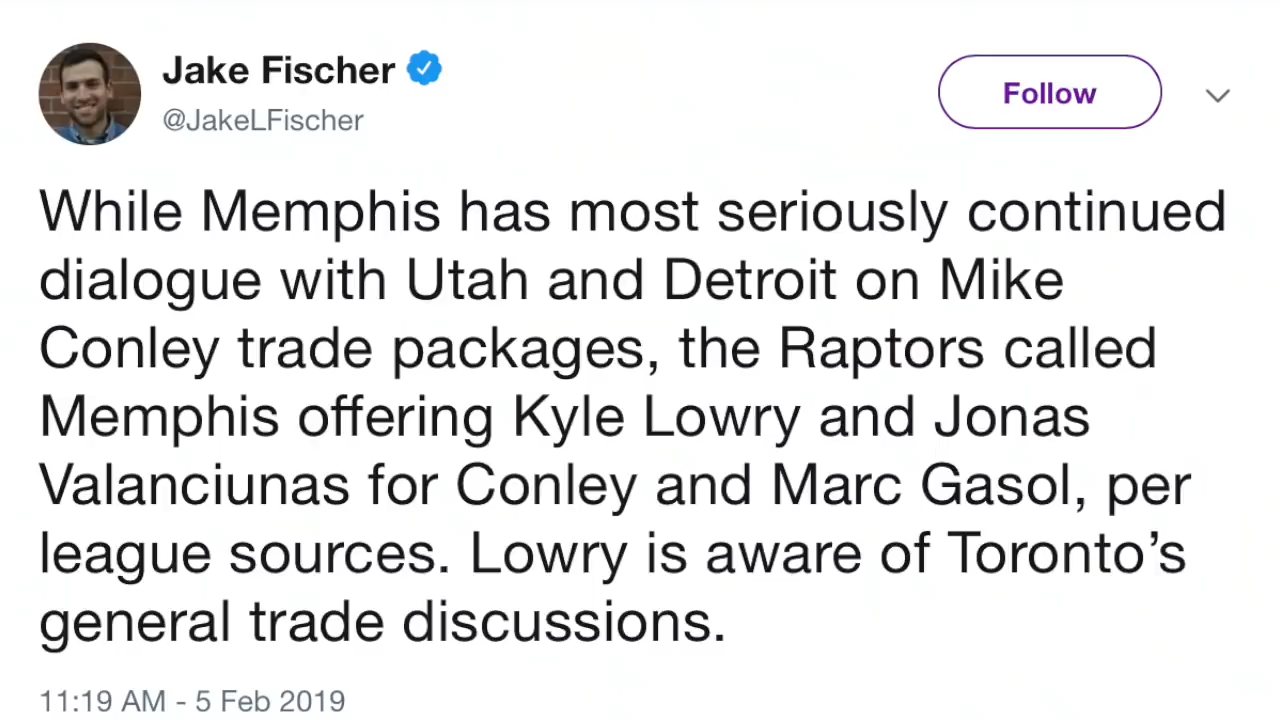 Jake Fischer
@JakeLFischer
Follow
While Memphis has most seriously continued
dialogue with Utah and Detroit on Mike
Conley trade packages, the Raptors called
Memphis offering Kyle Lowry and Jonas
Valanciunas for Conley and Marc Gasol, per
league sources. Lowry is aware of Toronto’s
general trade discussions.
11:19 AM - 5 Feb 2019